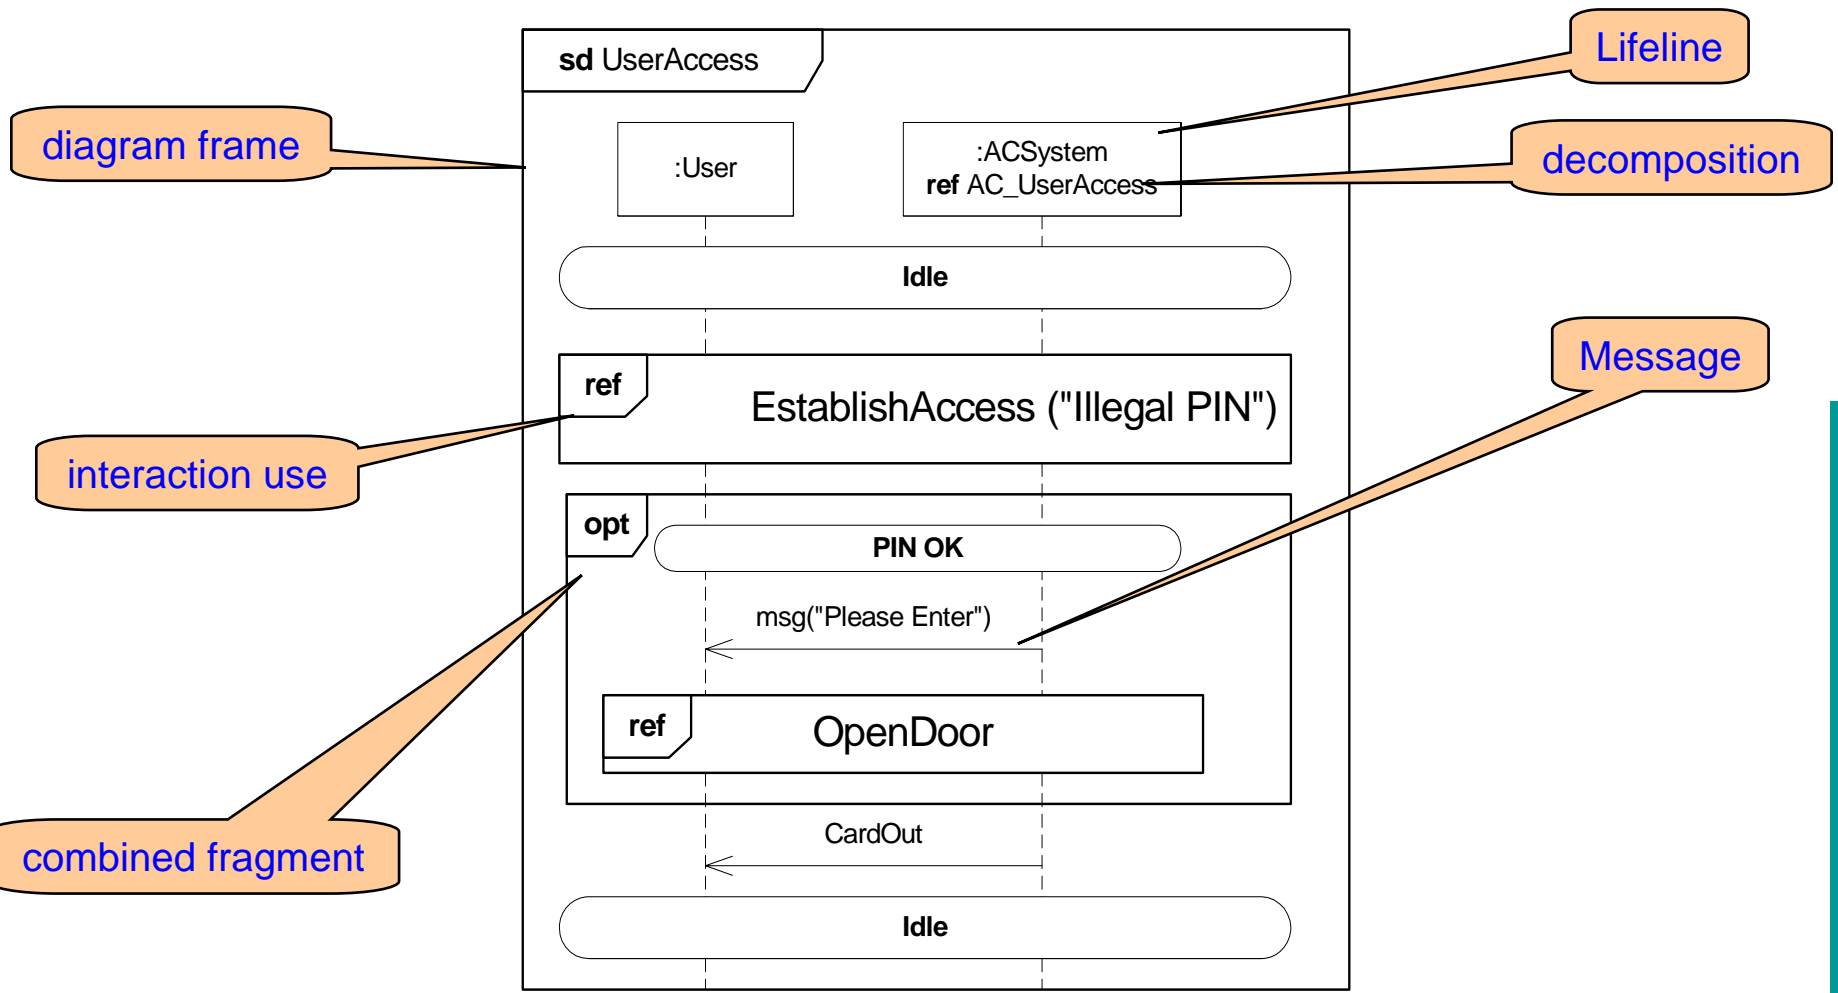 sd UserAccess
Lifeline
diagram frame
:User
:ACSystem
ref AC_UserAccess
decomposition
Idle
Message
ref
EstablishAccess ("Illegal PIN")
interaction use
opt
PIN OK
msg("Please Enter")
ref
OpenDoor
CardOut
combined fragment
Idle